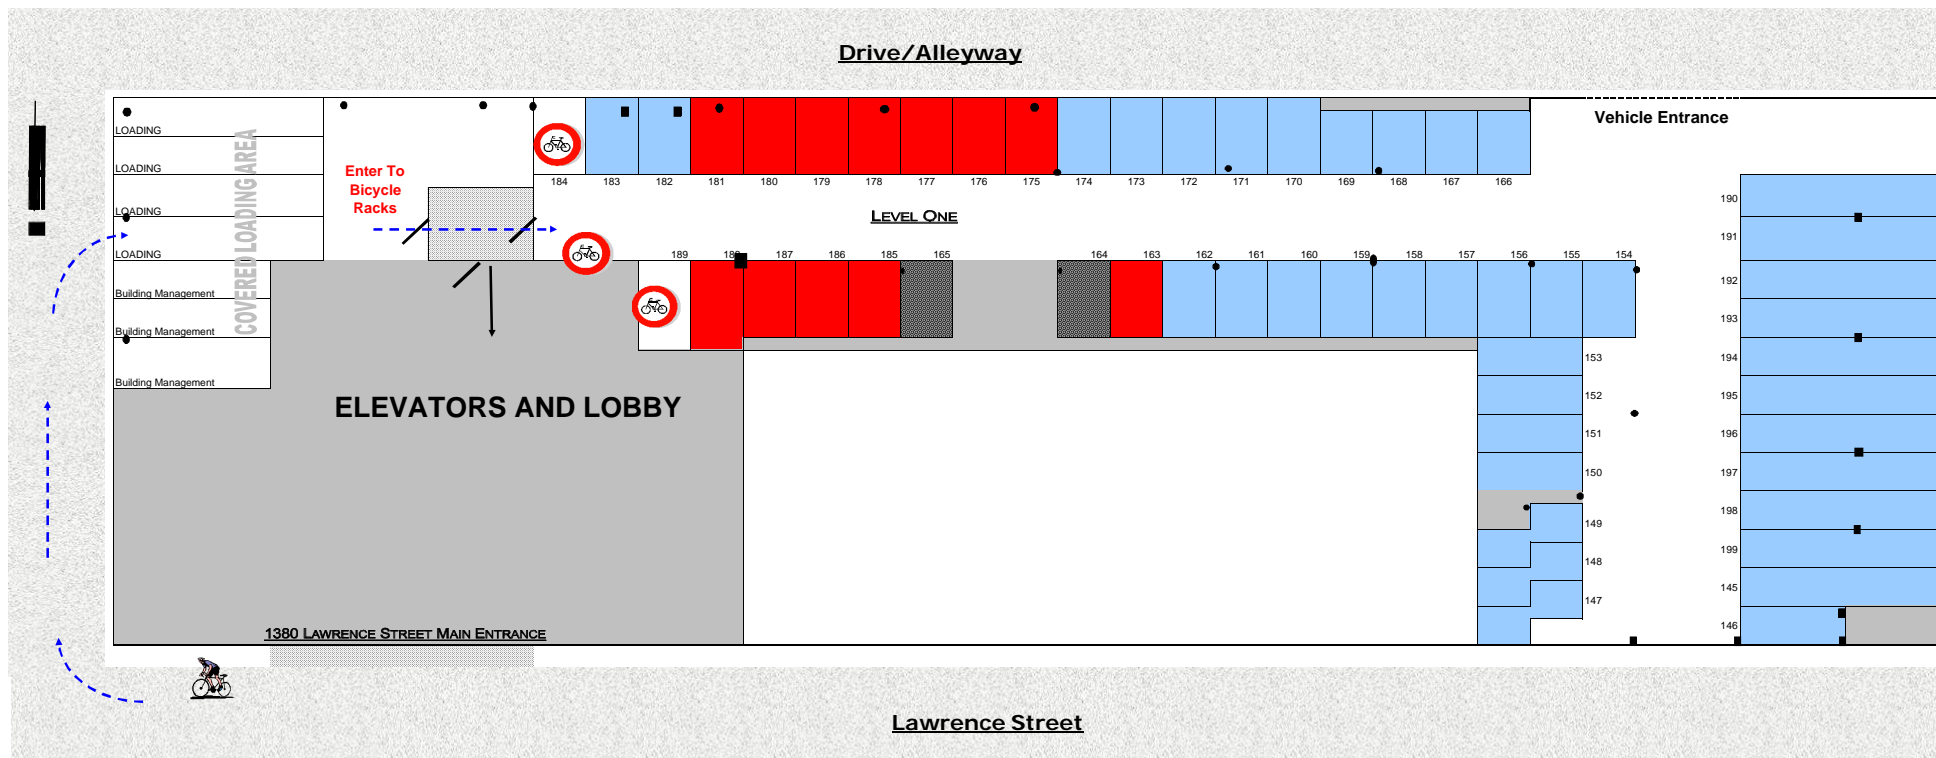 Drive/Alleyway
Vehicle Entrance
LOADING
LOADING
LOADING
LOADING
Building Management
Building Management
Building Management
COVERED LOADING AREA
Enter To
Bicycle
Racks
184 183 182 181 180 179 178 177 176 175 174 173 172 171 170 169 168 167 166
LEVEL ONE
189 188 187 186 185 165 164 163 162 161 160 159 158 157 156 155 154
153
152
151
150
149
148
147
190
191
192
193
194
195
196
197
198
199
145
146
ELEVATORS AND LOBBY
1380 LAWRENCE STREET MAIN ENTRANCE
Lawrence Street